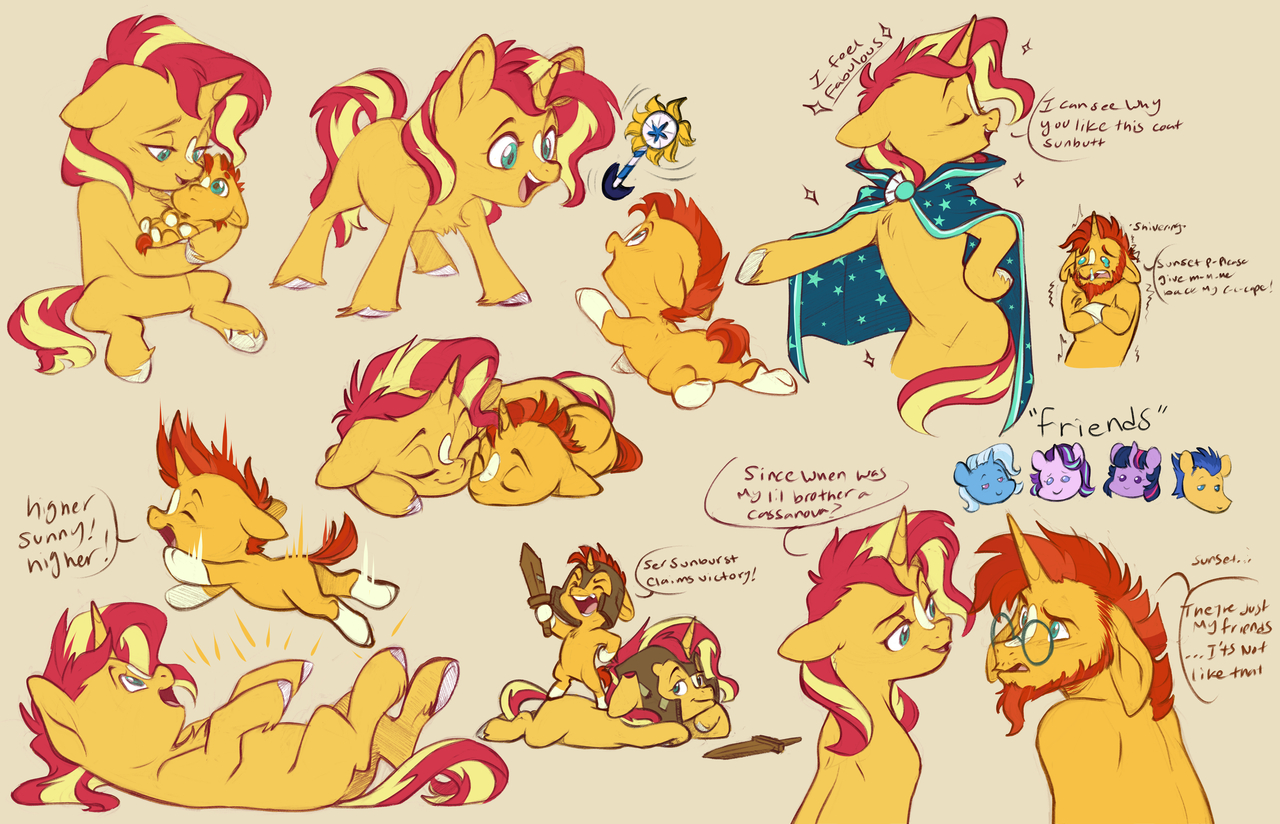 I feel
Fabulous
I can see why
you like this coat
sunbutt
•Shivering•
Sunset P-Please
give m-m-me
back my c-c-cape!
"friends"
Since when was
My lil brother a
Cassanova?
higher
sunny!
higher!
Ser Sunburst
Claims victory!
Sunset...
They're Just
My friends
...I'ts Not
like that